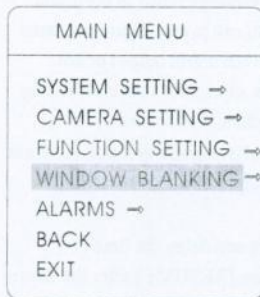 MAIN MENU
SYSTEM SETTING →
CAMERA SETTING →
FUNCTION SETTING →
WINDOW BLANKING →
ALARMS →
BACK
EXIT